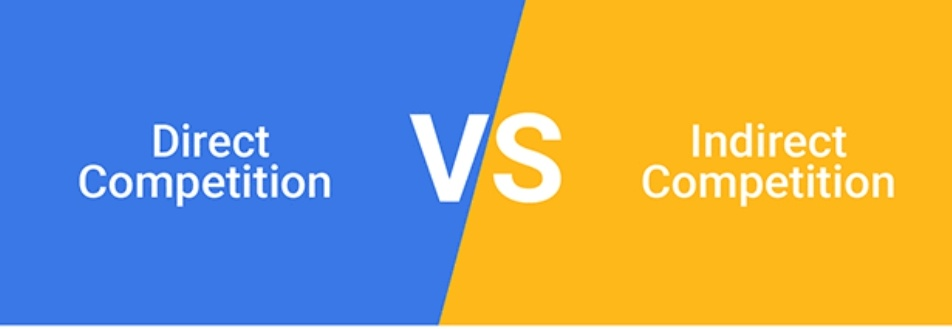 Direct
Competition
VS
Indirect
Competition